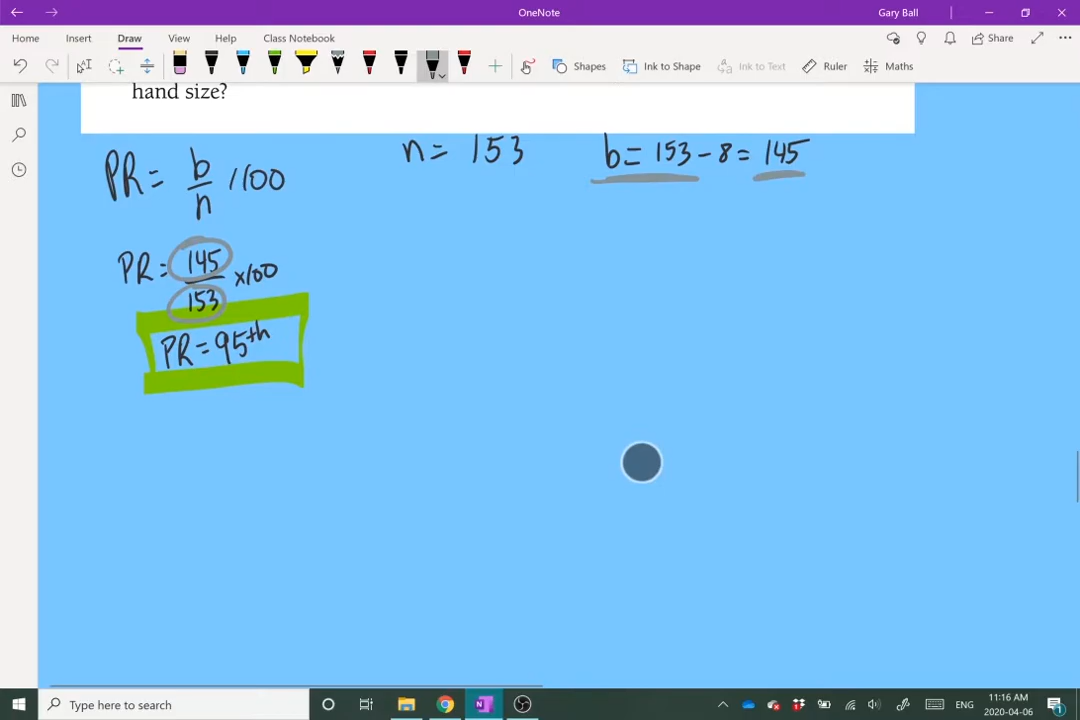 OneNote
Gary Ball
Home Insert Draw View Help Class Notebook
Share
Shapes Ink to Shape Ink to Text Ruler Maths
hand size?
PR = b/n /100
n = 153
b = 153 - 8 = 145
PR = 145/153 x100
PR = 95th
Type here to search
ENG
11:16 AM
2020-04-06
1